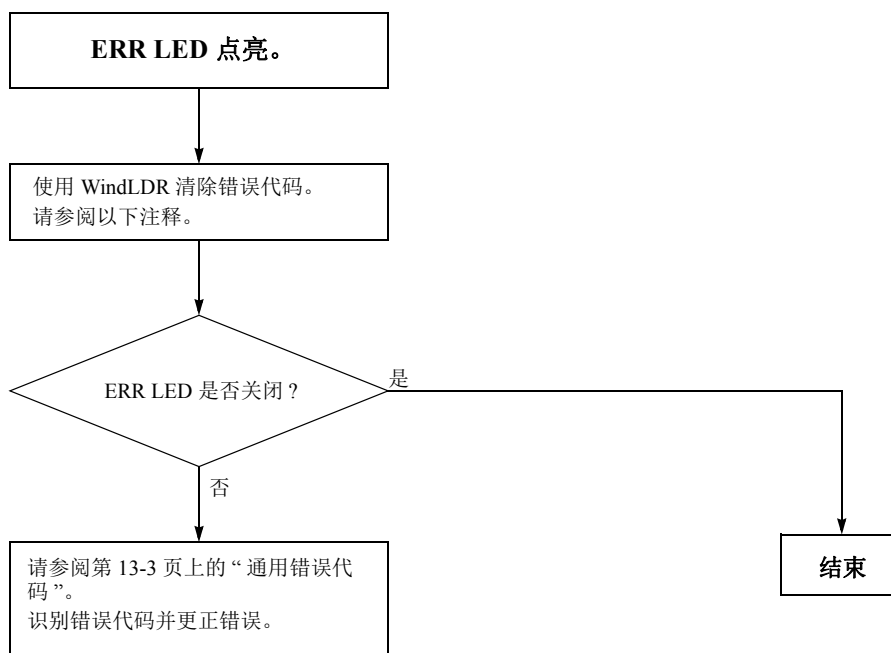 ERR LED 点亮。
使用 WindLDR 清除错误代码。
请参阅以下注释。
ERR LED 是否关闭？
是
否
请参阅第 13-3 页上的 “ 通用错误代
码 ”。
识别错误代码并更正错误。
结束